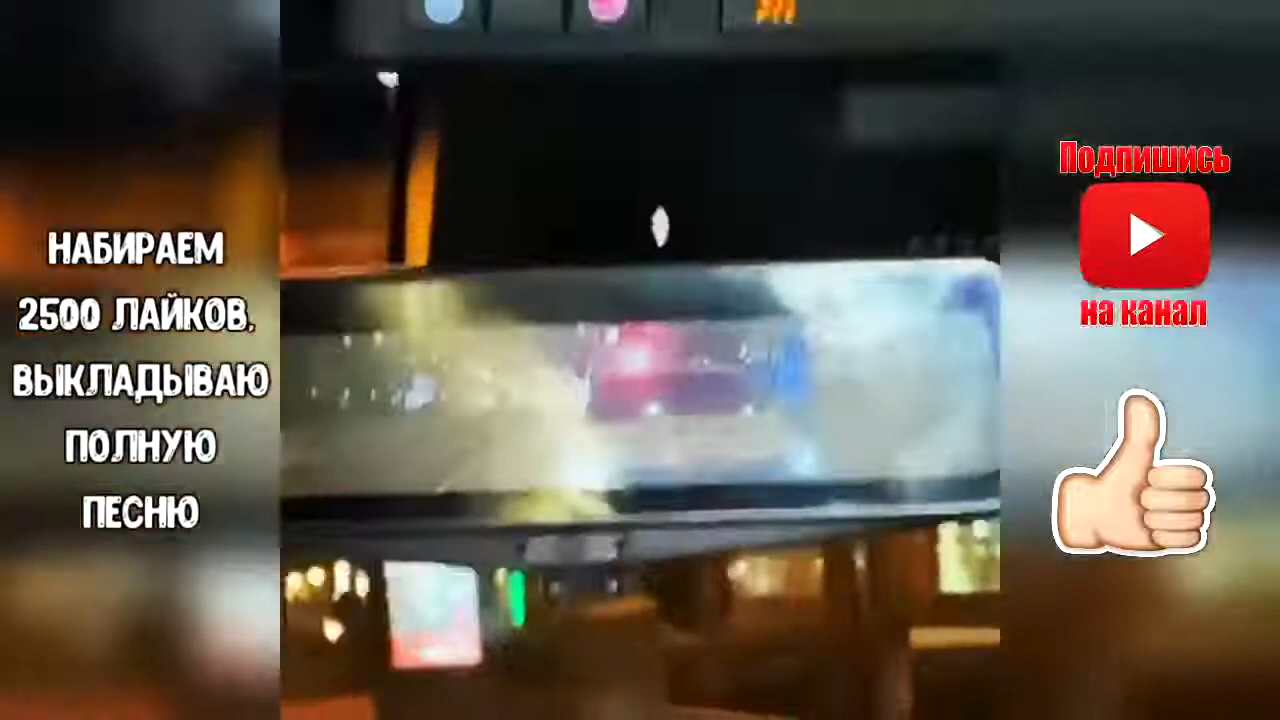 НАБИРАЕМ
2500 ЛАЙКОВ,
ВЫКЛАДЫВАЮ
ПОЛНУЮ
ПЕСНЮ
Подпишись
на канал